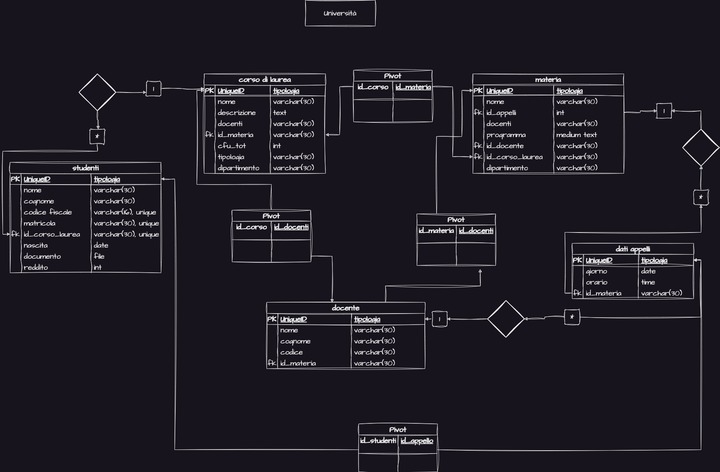 Università
corso di laurea
PK UniqueID tipologia
nome varchar(30)
descrizione text
docenti varchar(30)
fk id_materia varchar(30)
cfu_tot int
tipologia varchar(30)
dipartimento varchar(30)
Pivot
id_corso id_materia
materia
PK UniqueID tipologia
nome varchar(30)
fk id_appelli int
docenti varchar(30)
programma medium text
fk id_docente varchar(30)
fk id_corso_laurea varchar(30)
dipartimento varchar(30)
1
*
1
*
studenti
PK UniqueID tipologia
nome varchar(30)
cognome varchar(30)
codice fiscale varchar(16), unique
matricola varchar(30), unique
fk id_corso_laurea varchar(30), unique
nascita date
documento file
reddito int
Pivot
id_corso id_docenti
Pivot
id_materia id_docenti
dati appelli
PK UniqueID tipologia
giorno date
orario time
fk id_materia varchar(30)
docente
PK UniqueID tipologia
nome varchar(30)
cognome varchar(30)
codice varchar(30)
fk id_materia varchar(30)
1
*
Pivot
id_studenti id_appello